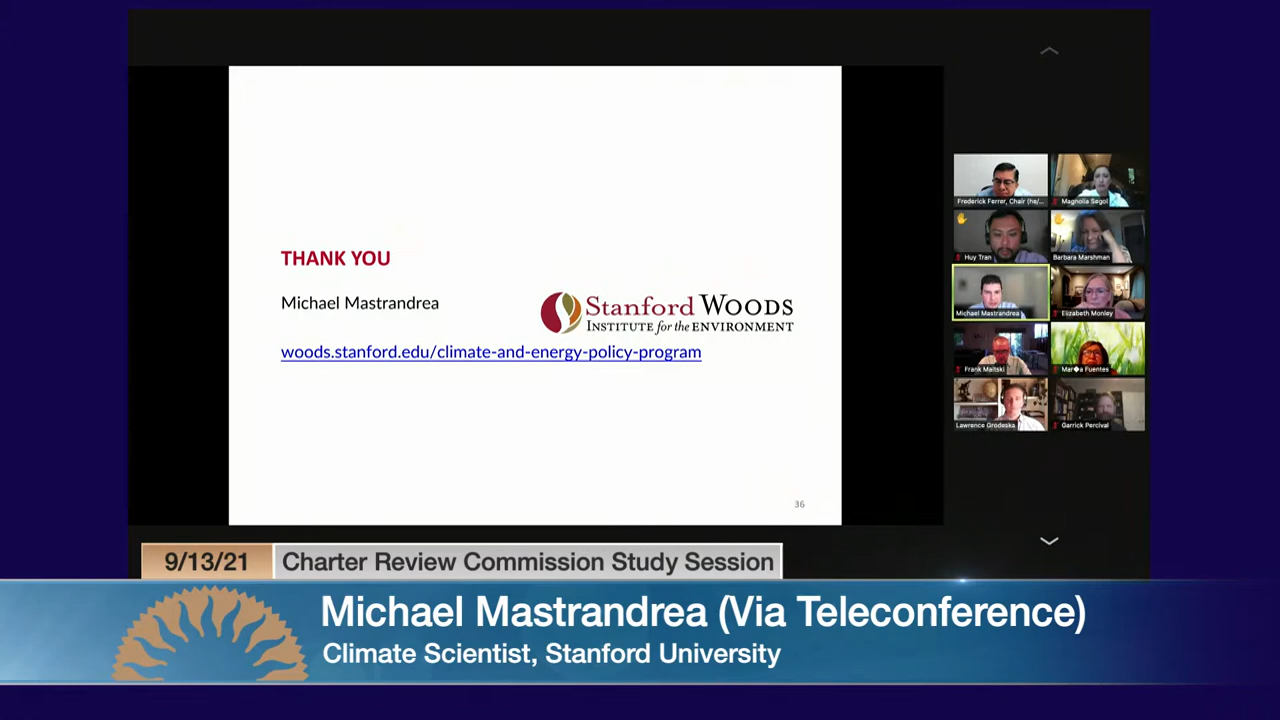 THANK YOU
Michael Mastrandrea
Stanford WOODS
INSTITUTE for the ENVIRONMENT
woods.stanford.edu/climate-and-energy-policy-program
36
Frederick Ferrer, Chair (he/...
Magnolia Segol
Huy Tran
Barbara Marshman
Michael Mastrandrea
Elizabeth Monley
Frank Maitski
Mar�a Fuentes
Lawrence Grodeska
Garrick Percival
9/13/21
Charter Review Commission Study Session
Michael Mastrandrea (Via Teleconference)
Climate Scientist, Stanford University